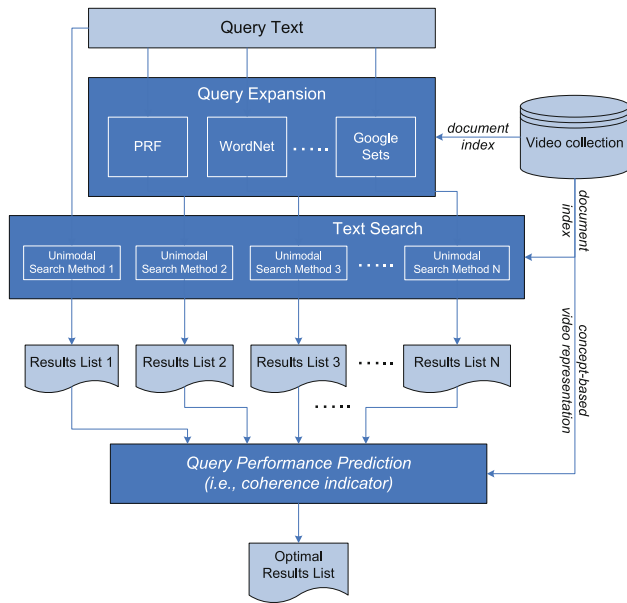 Query Text
Query Expansion
PRF
WordNet
.....
Google
Sets
document
index
Video collection
document
index
Text Search
Unimodal
Search Method 1
Unimodal
Search Method 2
Unimodal
Search Method 3
.....
Unimodal
Search Method N
concept-based
video representation
Results List 1
Results List 2
Results List 3
.....
Results List N
.....
Query Performance Prediction
(i.e., coherence indicator)
Optimal
Results List